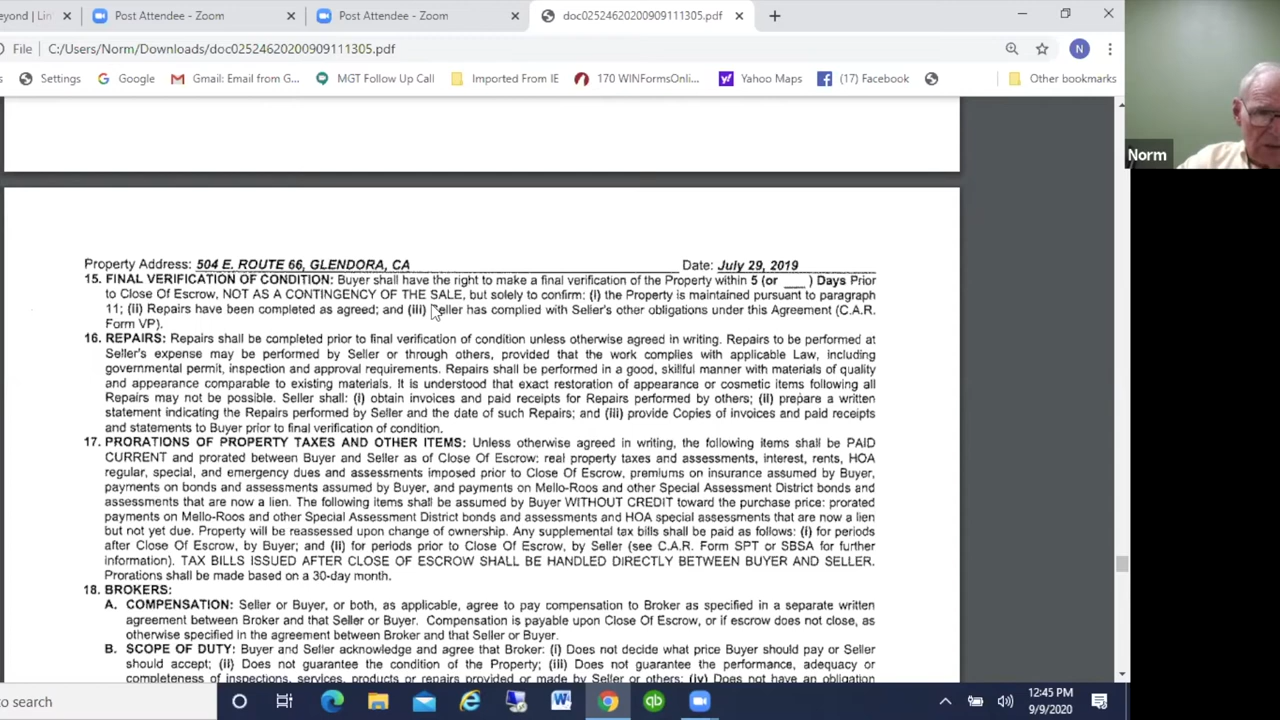 eyond | Lin
Post Attendee - Zoom
Post Attendee - Zoom
doc02524620200909111305.pdf
File
C:/Users/Norm/Downloads/doc02524620200909111305.pdf
N
Settings
Google
Gmail: Email from G...
MGT Follow Up Call
Imported From IE
170 WINFormsOnli...
Yahoo Maps
(17) Facebook
Other bookmarks
Norm
Property Address: 504 E. ROUTE 66, GLENDORA, CA Date: July 29, 2019
15. FINAL VERIFICATION OF CONDITION: Buyer shall have the right to make a final verification of the Property within 5 (or ___ ) Days Prior
to Close Of Escrow, NOT AS A CONTINGENCY OF THE SALE, but solely to confirm: (i) the Property is maintained pursuant to paragraph
11; (ii) Repairs have been completed as agreed; and (iii) Seller has complied with Seller's other obligations under this Agreement (C.A.R.
Form VP).
16. REPAIRS: Repairs shall be completed prior to final verification of condition unless otherwise agreed in writing. Repairs to be performed at
Seller's expense may be performed by Seller or through others, provided that the work complies with applicable Law, including
governmental permit, inspection and approval requirements. Repairs shall be performed in a good, skillful manner with materials of quality
and appearance comparable to existing materials. It is understood that exact restoration of appearance or cosmetic items following all
Repairs may not be possible. Seller shall: (i) obtain invoices and paid receipts for Repairs performed by others; (ii) prepare a written
statement indicating the Repairs performed by Seller and the date of such Repairs; and (iii) provide Copies of invoices and paid receipts
and statements to Buyer prior to final verification of condition.
17. PRORATIONS OF PROPERTY TAXES AND OTHER ITEMS: Unless otherwise agreed in writing, the following items shall be PAID
CURRENT and prorated between Buyer and Seller as of Close Of Escrow: real property taxes and assessments, interest, rents, HOA
regular, special, and emergency dues and assessments imposed prior to Close Of Escrow, premiums on insurance assumed by Buyer,
payments on bonds and assessments assumed by Buyer, and payments on Mello-Roos and other Special Assessment District bonds and
assessments that are now a lien. The following items shall be assumed by Buyer WITHOUT CREDIT toward the purchase price: prorated
payments on Mello-Roos and other Special Assessment District bonds and assessments and HOA special assessments that are now a lien
but not yet due. Property will be reassessed upon change of ownership. Any supplemental tax bills shall be paid as follows: (i) for periods
after Close Of Escrow, by Buyer; and (ii) for periods prior to Close Of Escrow, by Seller (see C.A.R. Form SPT or SBSA for further
information). TAX BILLS ISSUED AFTER CLOSE OF ESCROW SHALL BE HANDLED DIRECTLY BETWEEN BUYER AND SELLER.
Prorations shall be made based on a 30-day month.
18. BROKERS:
A. COMPENSATION: Seller or Buyer, or both, as applicable, agree to pay compensation to Broker as specified in a separate written
agreement between Broker and that Seller or Buyer. Compensation is payable upon Close Of Escrow, or if escrow does not close, as
otherwise specified in the agreement between Broker and that Seller or Buyer.
B. SCOPE OF DUTY: Buyer and Seller acknowledge and agree that Broker: (i) Does not decide what price Buyer should pay or Seller
should accept; (ii) Does not guarantee the condition of the Property; (iii) Does not guarantee the performance, adequacy or
completeness of inspections, services, products or repairs provided or made by Seller or others; (iv) Does not have an obligation
to search
12:45 PM
9/9/2020